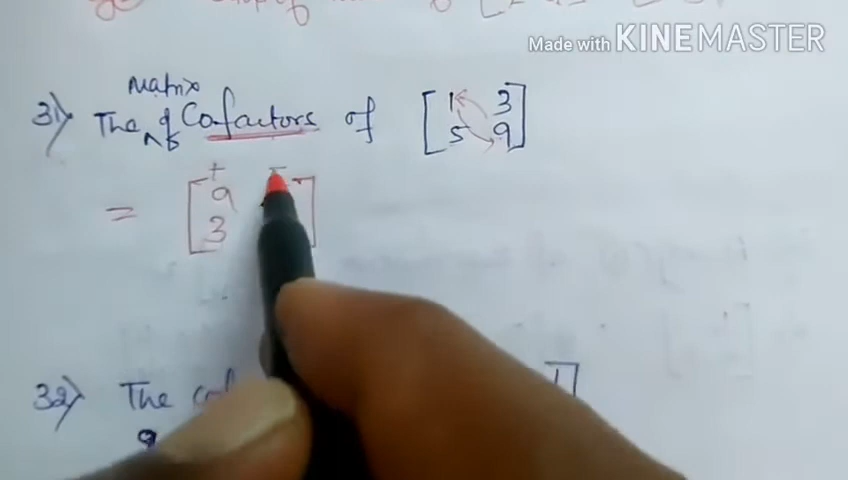 Made with KINEMASTER
Matrix
31) The of Cofactors of [1 3
5 9]
+ -
= [9
3 ]
32) The